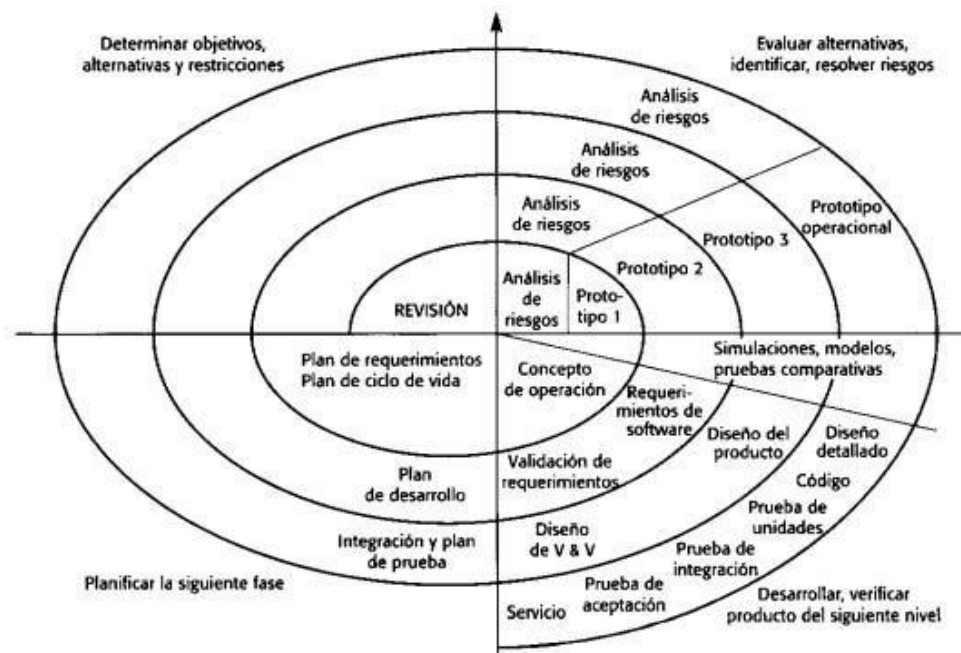 Determinar objetivos,
alternativas y restricciones
Evaluar alternativas,
identificar, resolver riesgos
Análisis
de riesgos
Análisis
de riesgos
Análisis
de riesgos
Prototipo
operacional
Prototipo 3
Prototipo 2
REVISIÓN
Análisis
de
riesgos
Proto-
tipo 1
Plan de requerimientos
Plan de ciclo de vida
Concepto
de operación
Simulaciones, modelos,
pruebas comparativas
Requeri-
mientos de
software
Diseño del
producto
Diseño
detallado
Plan
de desarrollo
Validación de
requerimientos
Código
Prueba de
unidades
Integración y plan
de prueba
Diseño
de V & V
Prueba de
integración
Planificar la siguiente fase
Servicio
Prueba de
aceptación
Desarrollar, verificar
producto del siguiente nivel